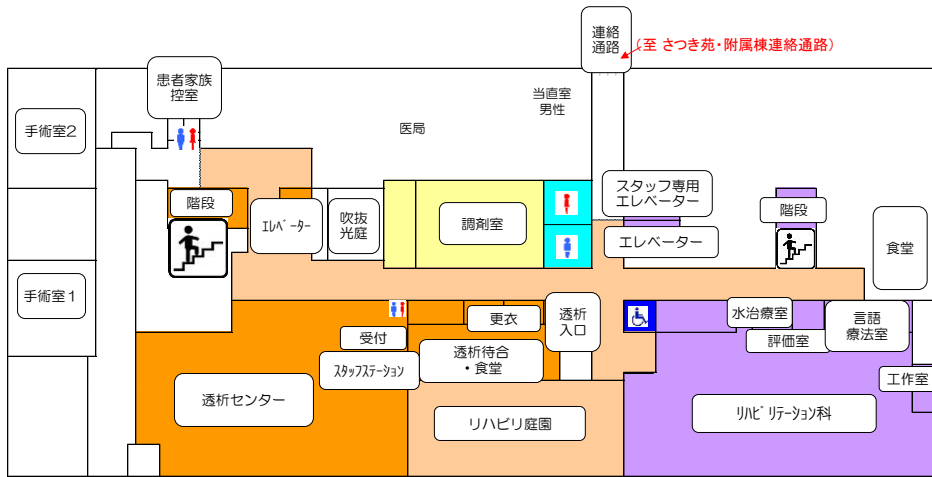 連絡
通路
(至 さつき苑・附属棟連絡通路)
患者家族
控室
手術室2
当直室
男性
医局
階段
ｴﾚﾍﾞｰﾀｰ
吹抜
光庭
調剤室
スタッフ専用
エレベーター
エレベーター
階段
食堂
手術室1
受付
更衣
透析
入口
水治療室
評価室
言語
療法室
ｽﾀｯﾌｽﾃｰｼｮﾝ
透析待合
・食堂
工作室
透析センター
リハビリ庭園
ﾘﾊﾋﾞﾘﾃｰｼｮﾝ科